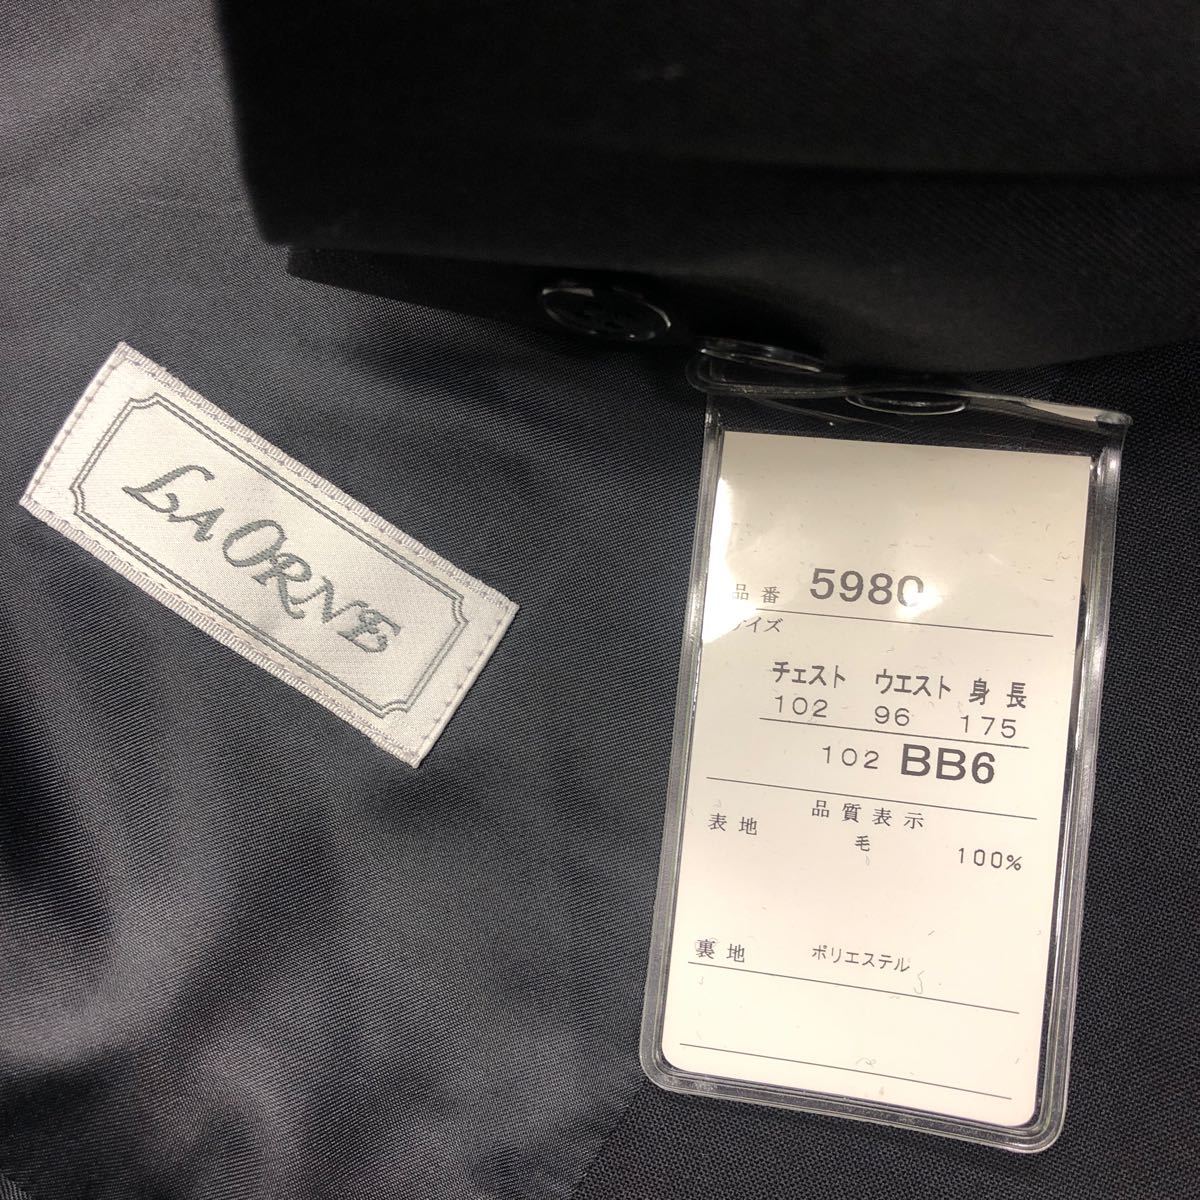 LA ORNE
品番 5980
サイズ
チェスト ウエスト 身長
102 96 175
102 BB6
品質表示
表地 毛 100%
裏地 ポリエステル